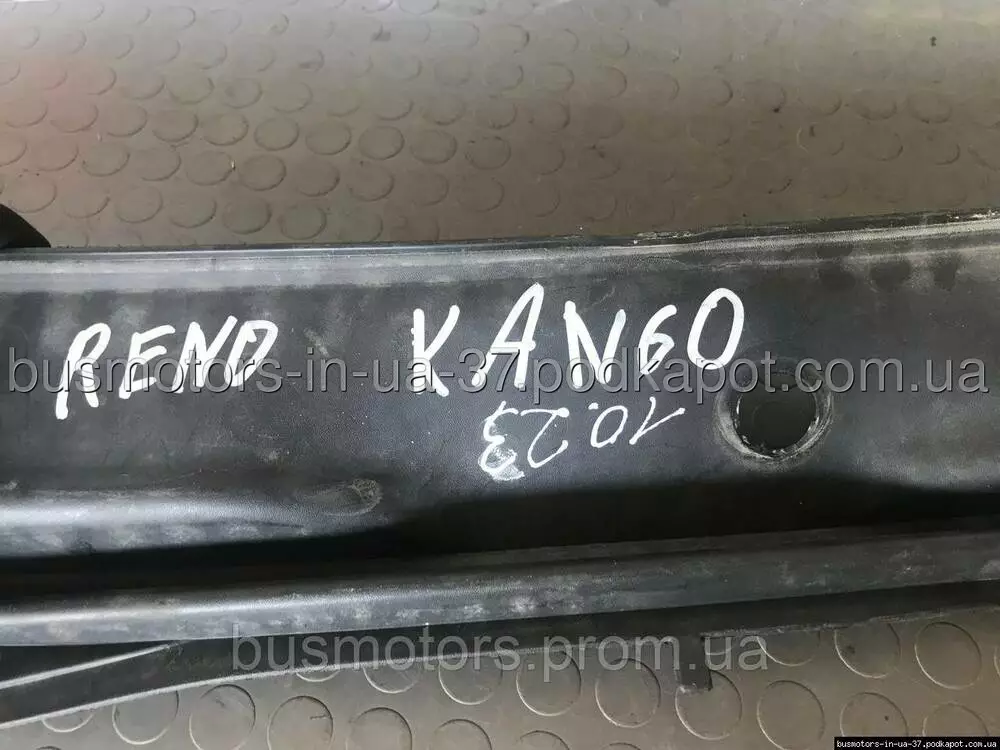 REND KANGO
busmotors-in-ua-37.podkapot.com.ua
10.23
busmotors.prom.ua
busmotors-in-ua-37.podkapot.com.ua